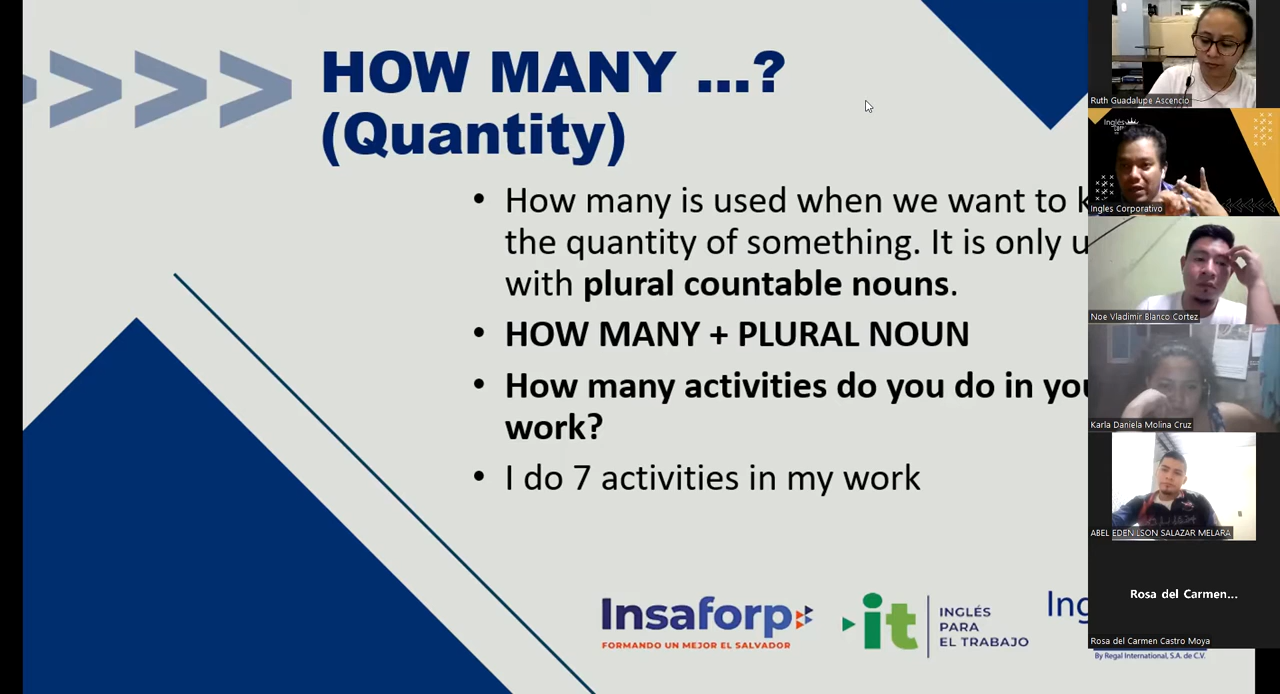 HOW MANY ...?
(Quantity)
• How many is used when we want to k
the quantity of something. It is only u
with plural countable nouns.
• HOW MANY + PLURAL NOUN
• How many activities do you do in you
work?
• I do 7 activities in my work
Insaforp
FORMANDO UN MEJOR EL SALVADOR
it
INGLÉS
PARA
EL TRABAJO
Ing
By Regal International, S.A. de C.V.
Ruth Guadalupe Ascencio
Inglés
Ingles Corporativo
Noe Vladimir Blanco Cortez
Karla Daniela Molina Cruz
ABEL EDENILSON SALAZAR MELARA
Rosa del Carmen...
Rosa del Carmen Castro Moya